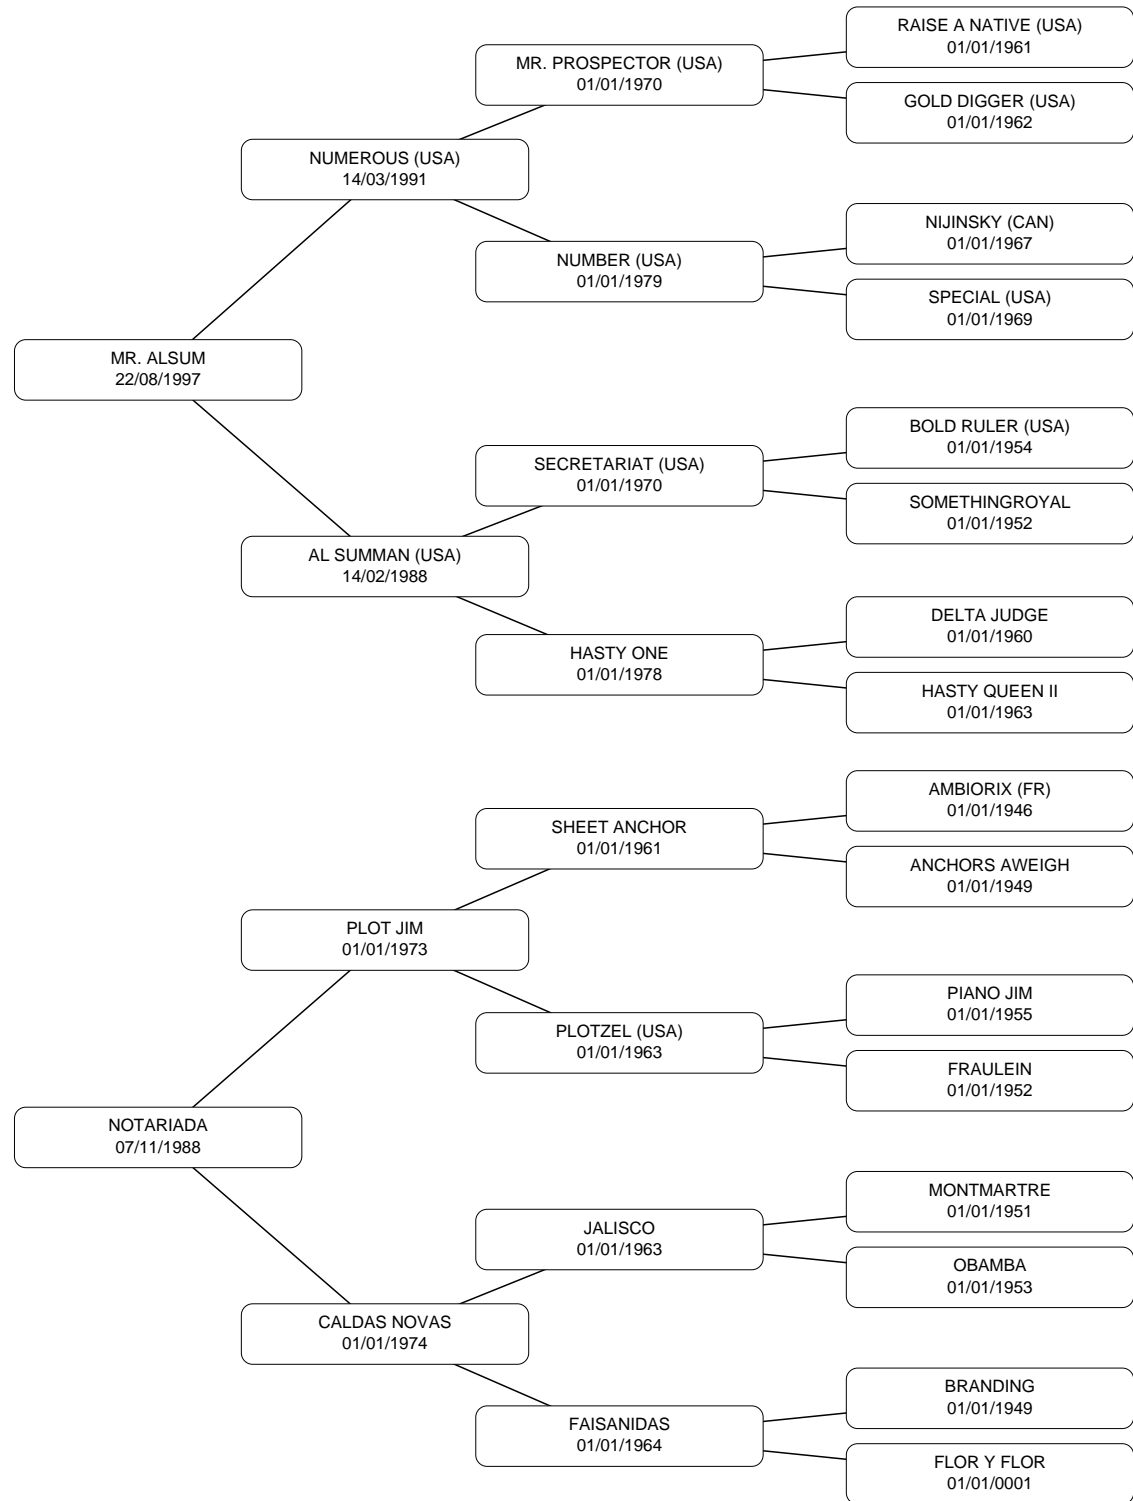 RAISE A NATIVE (USA)
01/01/1961
MR. PROSPECTOR (USA)
01/01/1970
GOLD DIGGER (USA)
01/01/1962
NUMEROUS (USA)
14/03/1991
NIJINSKY (CAN)
01/01/1967
NUMBER (USA)
01/01/1979
SPECIAL (USA)
01/01/1969
MR. ALSUM
22/08/1997
BOLD RULER (USA)
01/01/1954
SECRETARIAT (USA)
01/01/1970
SOMETHINGROYAL
01/01/1952
AL SUMMAN (USA)
14/02/1988
DELTA JUDGE
01/01/1960
HASTY ONE
01/01/1978
HASTY QUEEN II
01/01/1963
AMBIORIX (FR)
01/01/1946
SHEET ANCHOR
01/01/1961
ANCHORS AWEIGH
01/01/1949
PLOT JIM
01/01/1973
PIANO JIM
01/01/1955
PLOTZEL (USA)
01/01/1963
FRAULEIN
01/01/1952
NOTARIADA
07/11/1988
MONTMARTRE
01/01/1951
JALISCO
01/01/1963
OBAMBA
01/01/1953
CALDAS NOVAS
01/01/1974
BRANDING
01/01/1949
FAISANIDAS
01/01/1964
FLOR Y FLOR
01/01/0001